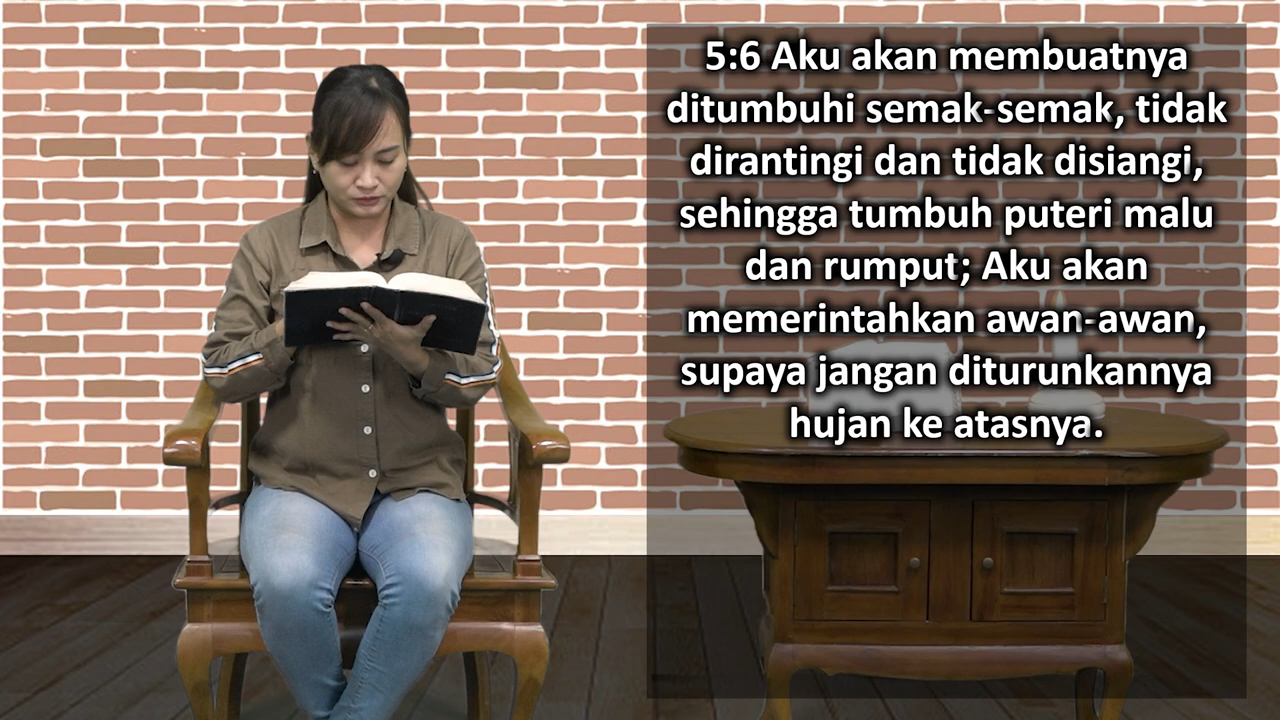 5:6 Aku akan membuatnya
ditumbuhi semak-semak, tidak
dirantingi dan tidak disiangi,
sehingga tumbuh puteri malu
dan rumput; Aku akan
memerintahkan awan-awan,
supaya jangan diturunkannya
hujan ke atasnya.